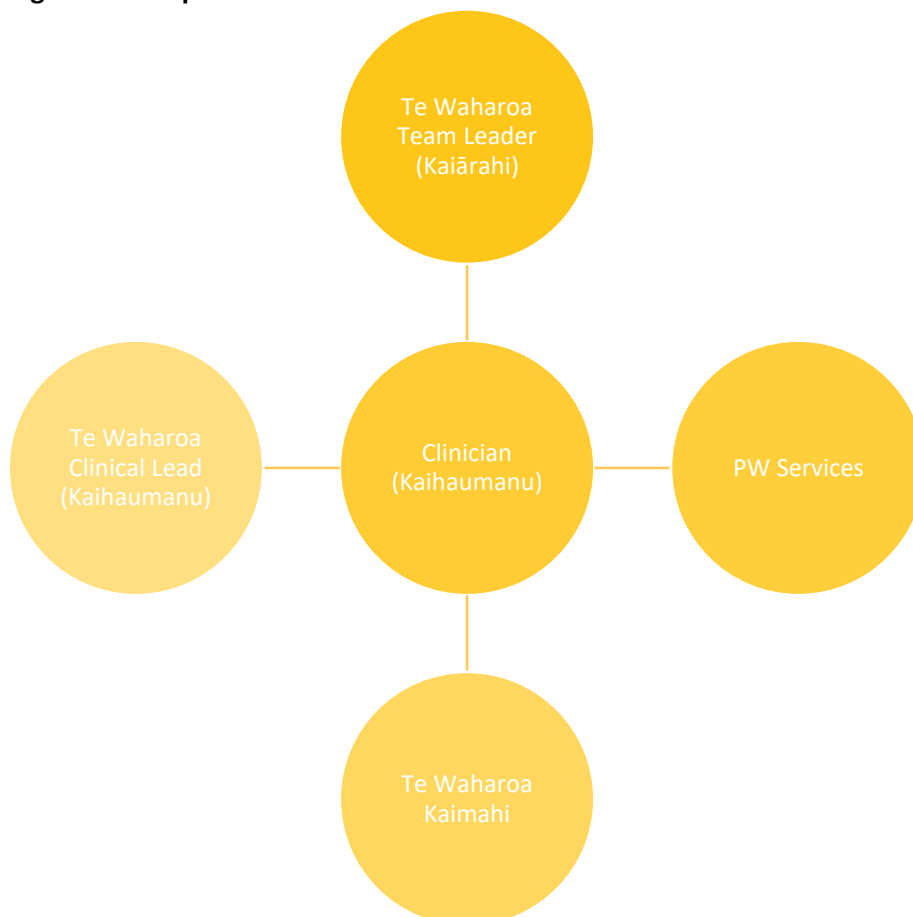 Te Waharoa
Team Leader
(Kaiārahi)
Te Waharoa
Clinical Lead
(Kaihaumanu)
Clinician
(Kaihaumanu)
PW Services
Te Waharoa
Kaimahi